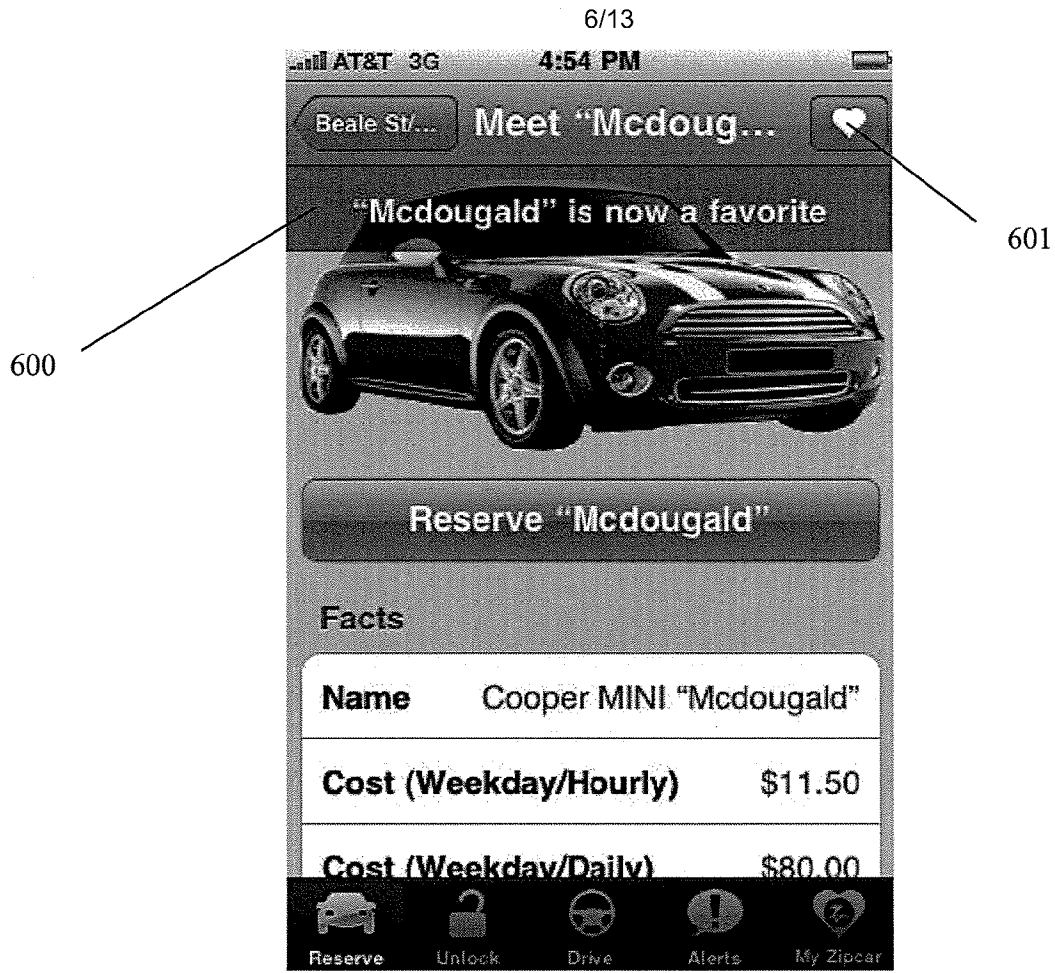 6/13
AT&T 3G 4:54 PM
Beale St/... Meet “Mcdoug...
“Mcdougald” is now a favorite
601
600
Reserve “Mcdougald”
Facts
Name Cooper MINI “Mcdougald”
Cost (Weekday/Hourly) $11.50
Cost (Weekday/Daily) $80.00
Reserve Unlock Drive Alerts My Zipcar